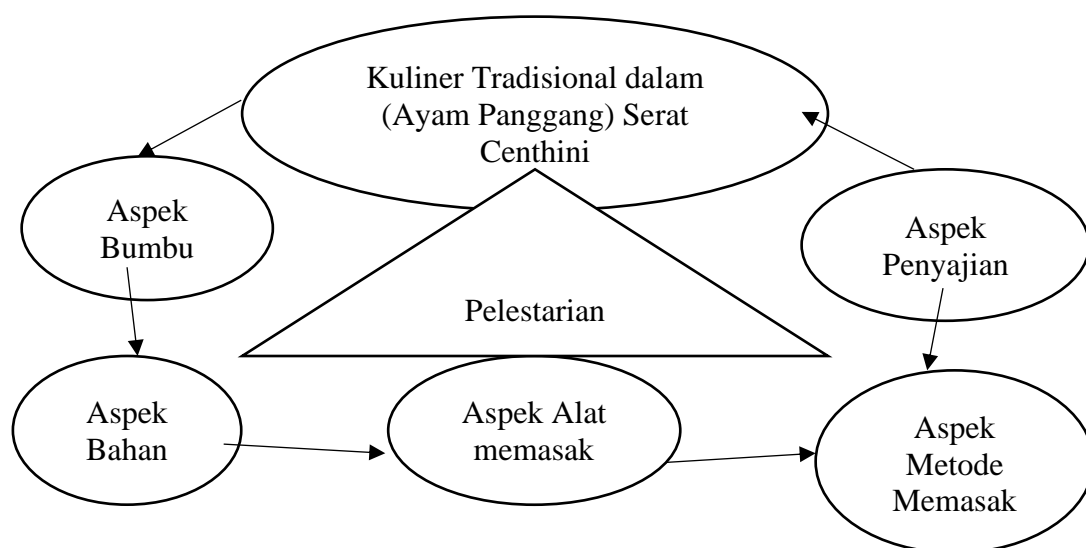 Kuliner Tradisional dalam
(Ayam Panggang) Serat
Centhini
Aspek
Bumbu
Aspek
Penyajian
Pelestarian
Aspek
Bahan
Aspek Alat
memasak
Aspek
Metode
Memasak